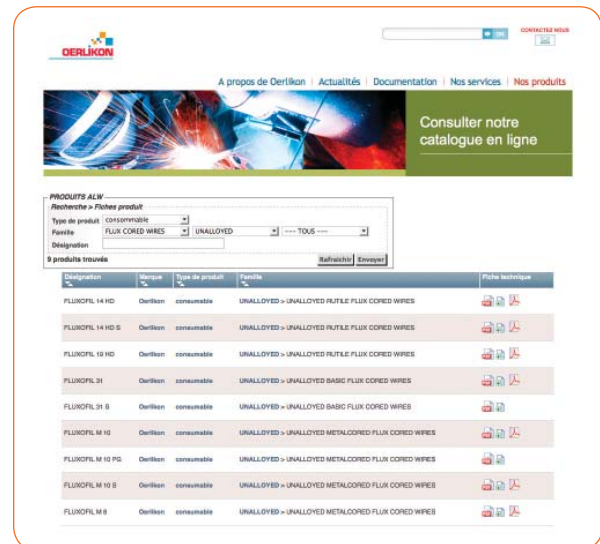 OERLIKON
OK
CONTACTEZ NOUS
A propos de Oerlikon | Actualités | Documentation | Nos services | Nos produits
Consulter notre
catalogue en ligne
PRODUITS ALW
Recherche > Fiches produit
Type de produit consommable
Famille FLUX CORED WIRES UNALLOYED --- TOUS ---
Désignation
9 produits trouvés Rafraichir Envoyer
Désignation Marque Type de produit Famille Fiche technique
FLUXOFIL 14 HD Oerlikon consumable UNALLOYED > UNALLOYED RUTILE FLUX CORED WIRES
FLUXOFIL 14 HD S Oerlikon consumable UNALLOYED > UNALLOYED RUTILE FLUX CORED WIRES
FLUXOFIL 19 HD Oerlikon consumable UNALLOYED > UNALLOYED RUTILE FLUX CORED WIRES
FLUXOFIL 31 Oerlikon consumable UNALLOYED > UNALLOYED BASIC FLUX CORED WIRES
FLUXOFIL 31 S Oerlikon consumable UNALLOYED > UNALLOYED BASIC FLUX CORED WIRES
FLUXOFIL M 10 Oerlikon consumable UNALLOYED > UNALLOYED METALCORED FLUX CORED WIRES
FLUXOFIL M 10 PG Oerlikon consumable UNALLOYED > UNALLOYED METALCORED FLUX CORED WIRES
FLUXOFIL M 10 S Oerlikon consumable UNALLOYED > UNALLOYED METALCORED FLUX CORED WIRES
FLUXOFIL M 8 Oerlikon consumable UNALLOYED > UNALLOYED METALCORED FLUX CORED WIRES